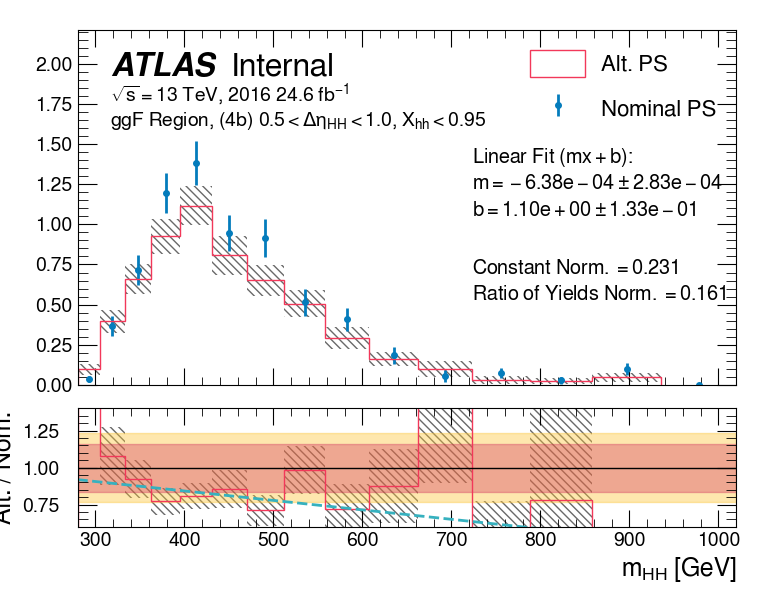 ATLAS Internal
√s = 13 TeV, 2016 24.6 fb⁻¹
ggF Region, (4b) 0.5 < Δη_HH < 1.0, X_hh < 0.95
Alt. PS
Nominal PS
Linear Fit (mx + b):
m = − 6.38e − 04 ± 2.83e − 04
b = 1.10e + 00 ± 1.33e − 01
Constant Norm. = 0.231
Ratio of Yields Norm. = 0.161
2.00
1.75
1.50
1.25
1.00
0.75
0.50
0.25
0.00
Alt. / Nom.
1.25
1.00
0.75
300 400 500 600 700 800 900 1000
m_HH [GeV]